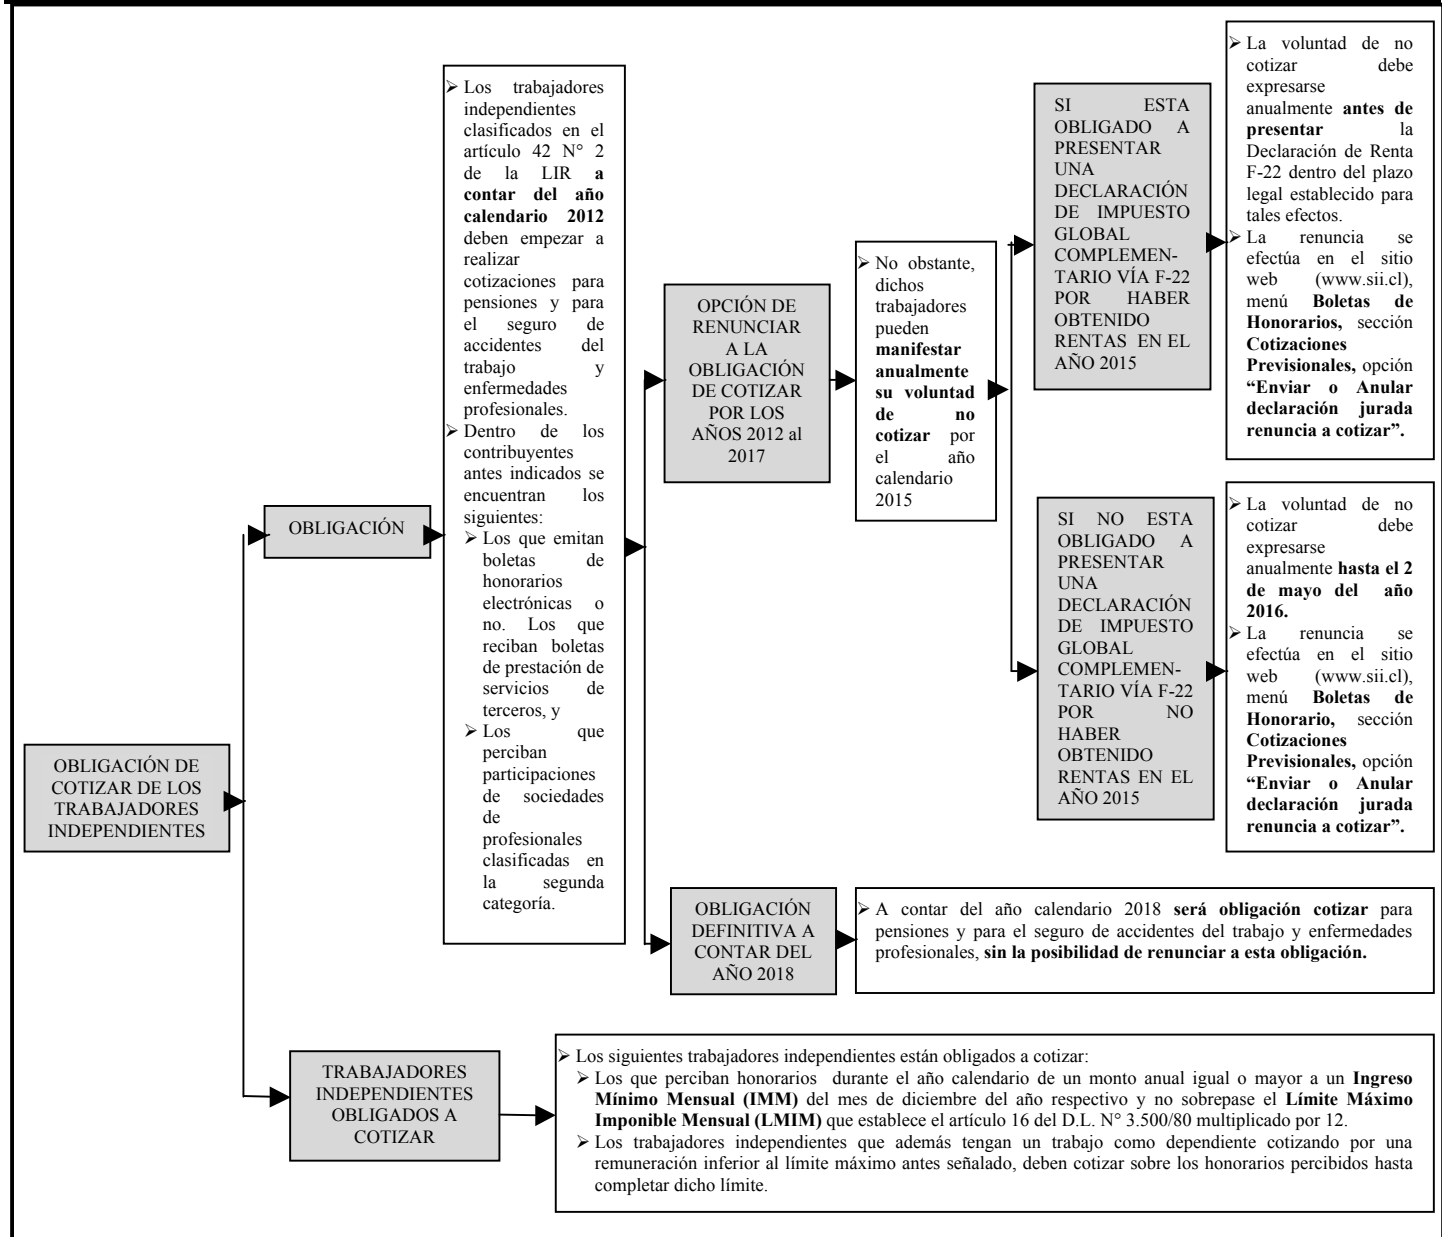 OBLIGACIÓN DE
COTIZAR DE LOS
TRABAJADORES
INDEPENDIENTES
OBLIGACIÓN
➢ Los trabajadores
independientes
clasificados en el
artículo 42 N° 2
de la LIR a
contar del año
calendario 2012
deben empezar a
realizar
cotizaciones para
pensiones y para
el seguro de
accidentes del
trabajo y
enfermedades
profesionales.
➢ Dentro de los
contribuyentes
antes indicados se
encuentran los
siguientes:
➢ Los que emitan
boletas de
honorarios
electrónicas o
no. Los que
reciban boletas
de prestación de
servicios de
terceros, y
➢ Los que
perciban
participaciones
de sociedades
de
profesionales
clasificadas en
la segunda
categoría.
OPCIÓN DE
RENUNCIAR
A LA
OBLIGACIÓN
DE COTIZAR
POR LOS
AÑOS 2012 al
2017
➢ No obstante,
dichos
trabajadores
pueden
manifestar
anualmente
su voluntad
de no
cotizar por
el año
calendario
2015
SI ESTA
OBLIGADO A
PRESENTAR
UNA
DECLARACIÓN
DE IMPUESTO
GLOBAL
COMPLEMEN-
TARIO VÍA F-22
POR HABER
OBTENIDO
RENTAS EN EL
AÑO 2015
➢ La voluntad de no
cotizar debe
expresarse
anualmente antes de
presentar la
Declaración de Renta
F-22 dentro del plazo
legal establecido para
tales efectos.
➢ La renuncia se
efectúa en el sitio
web (www.sii.cl),
menú Boletas de
Honorarios, sección
Cotizaciones
Previsionales, opción
“Enviar o Anular
declaración jurada
renuncia a cotizar”.
SI NO ESTA
OBLIGADO A
PRESENTAR
UNA
DECLARACIÓN
DE IMPUESTO
GLOBAL
COMPLEMEN-
TARIO VÍA F-22
POR NO
HABER
OBTENIDO
RENTAS EN EL
AÑO 2015
➢ La voluntad de no
cotizar debe
expresarse
anualmente hasta el 2
de mayo del año
2016.
➢ La renuncia se
efectúa en el sitio
web (www.sii.cl),
menú Boletas de
Honorario, sección
Cotizaciones
Previsionales, opción
“Enviar o Anular
declaración jurada
renuncia a cotizar”.
OBLIGACIÓN
DEFINITIVA A
CONTAR DEL
AÑO 2018
➢ A contar del año calendario 2018 será obligación cotizar para
pensiones y para el seguro de accidentes del trabajo y enfermedades
profesionales, sin la posibilidad de renunciar a esta obligación.
TRABAJADORES
INDEPENDIENTES
OBLIGADOS A
COTIZAR
➢ Los siguientes trabajadores independientes están obligados a cotizar:
➢ Los que perciban honorarios durante el año calendario de un monto anual igual o mayor a un Ingreso
Mínimo Mensual (IMM) del mes de diciembre del año respectivo y no sobrepase el Límite Máximo
Imponible Mensual (LMIM) que establece el artículo 16 del D.L. N° 3.500/80 multiplicado por 12.
➢ Los trabajadores independientes que además tengan un trabajo como dependiente cotizando por una
remuneración inferior al límite máximo antes señalado, deben cotizar sobre los honorarios percibidos hasta
completar dicho límite.